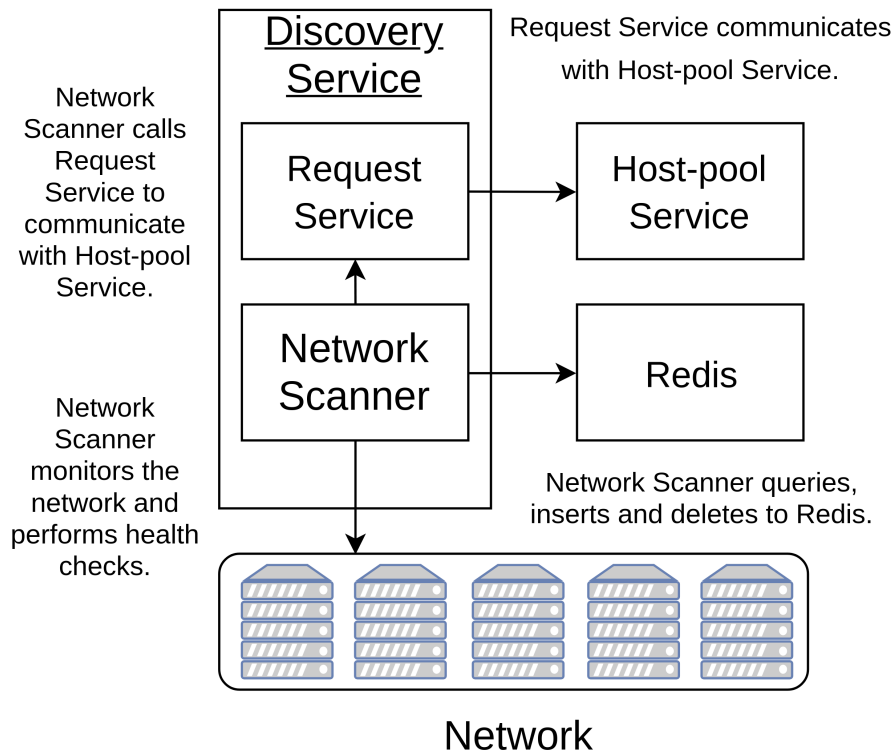 Discovery
Service
Request Service communicates
with Host-pool Service.
Network
Scanner calls
Request
Service to
communicate
with Host-pool
Service.
Request
Service
Host-pool
Service
Network
Scanner
Redis
Network
Scanner
monitors the
network and
performs health
checks.
Network Scanner queries,
inserts and deletes to Redis.
Network